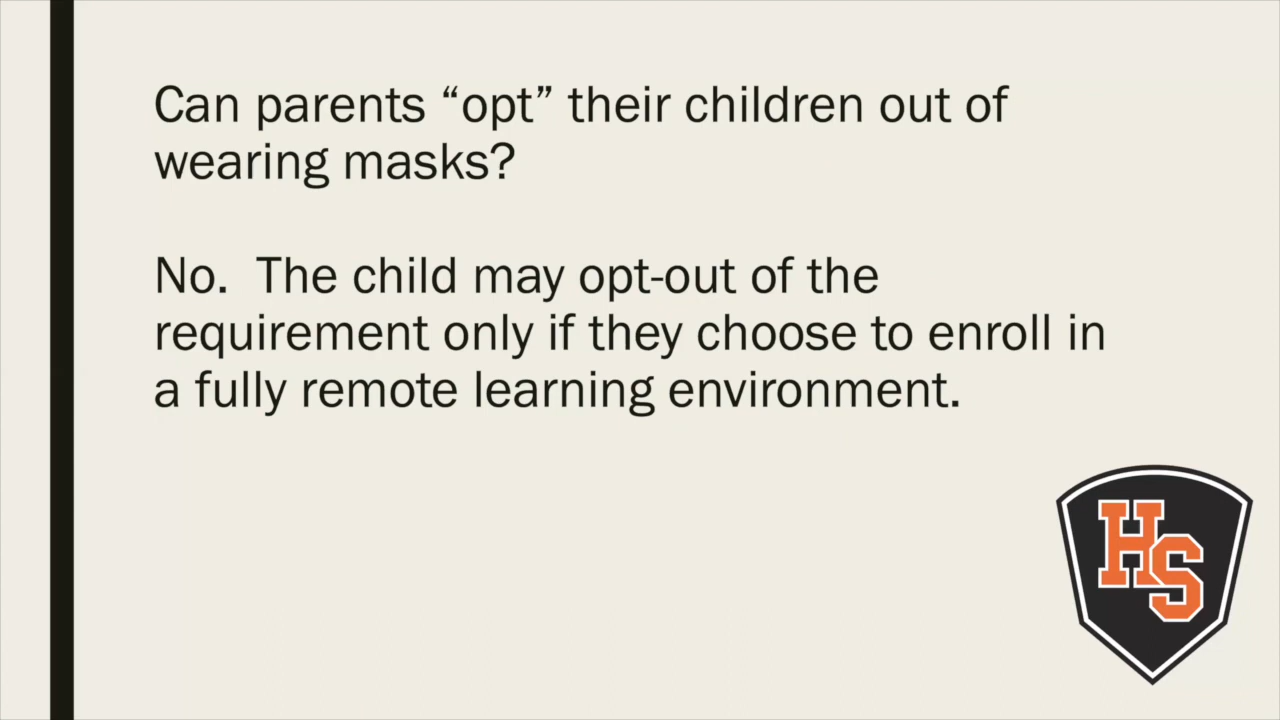 Can parents “opt” their children out of
wearing masks?
No.  The child may opt-out of the
requirement only if they choose to enroll in
a fully remote learning environment.
HS